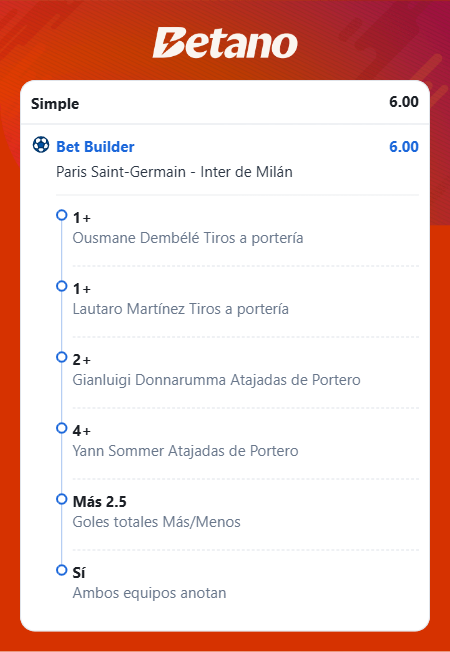 Betano
Simple 6.00
Bet Builder 6.00
Paris Saint-Germain - Inter de Milán
1+
Ousmane Dembélé Tiros a portería
1+
Lautaro Martínez Tiros a portería
2+
Gianluigi Donnarumma Atajadas de Portero
4+
Yann Sommer Atajadas de Portero
Más 2.5
Goles totales Más/Menos
Sí
Ambos equipos anotan